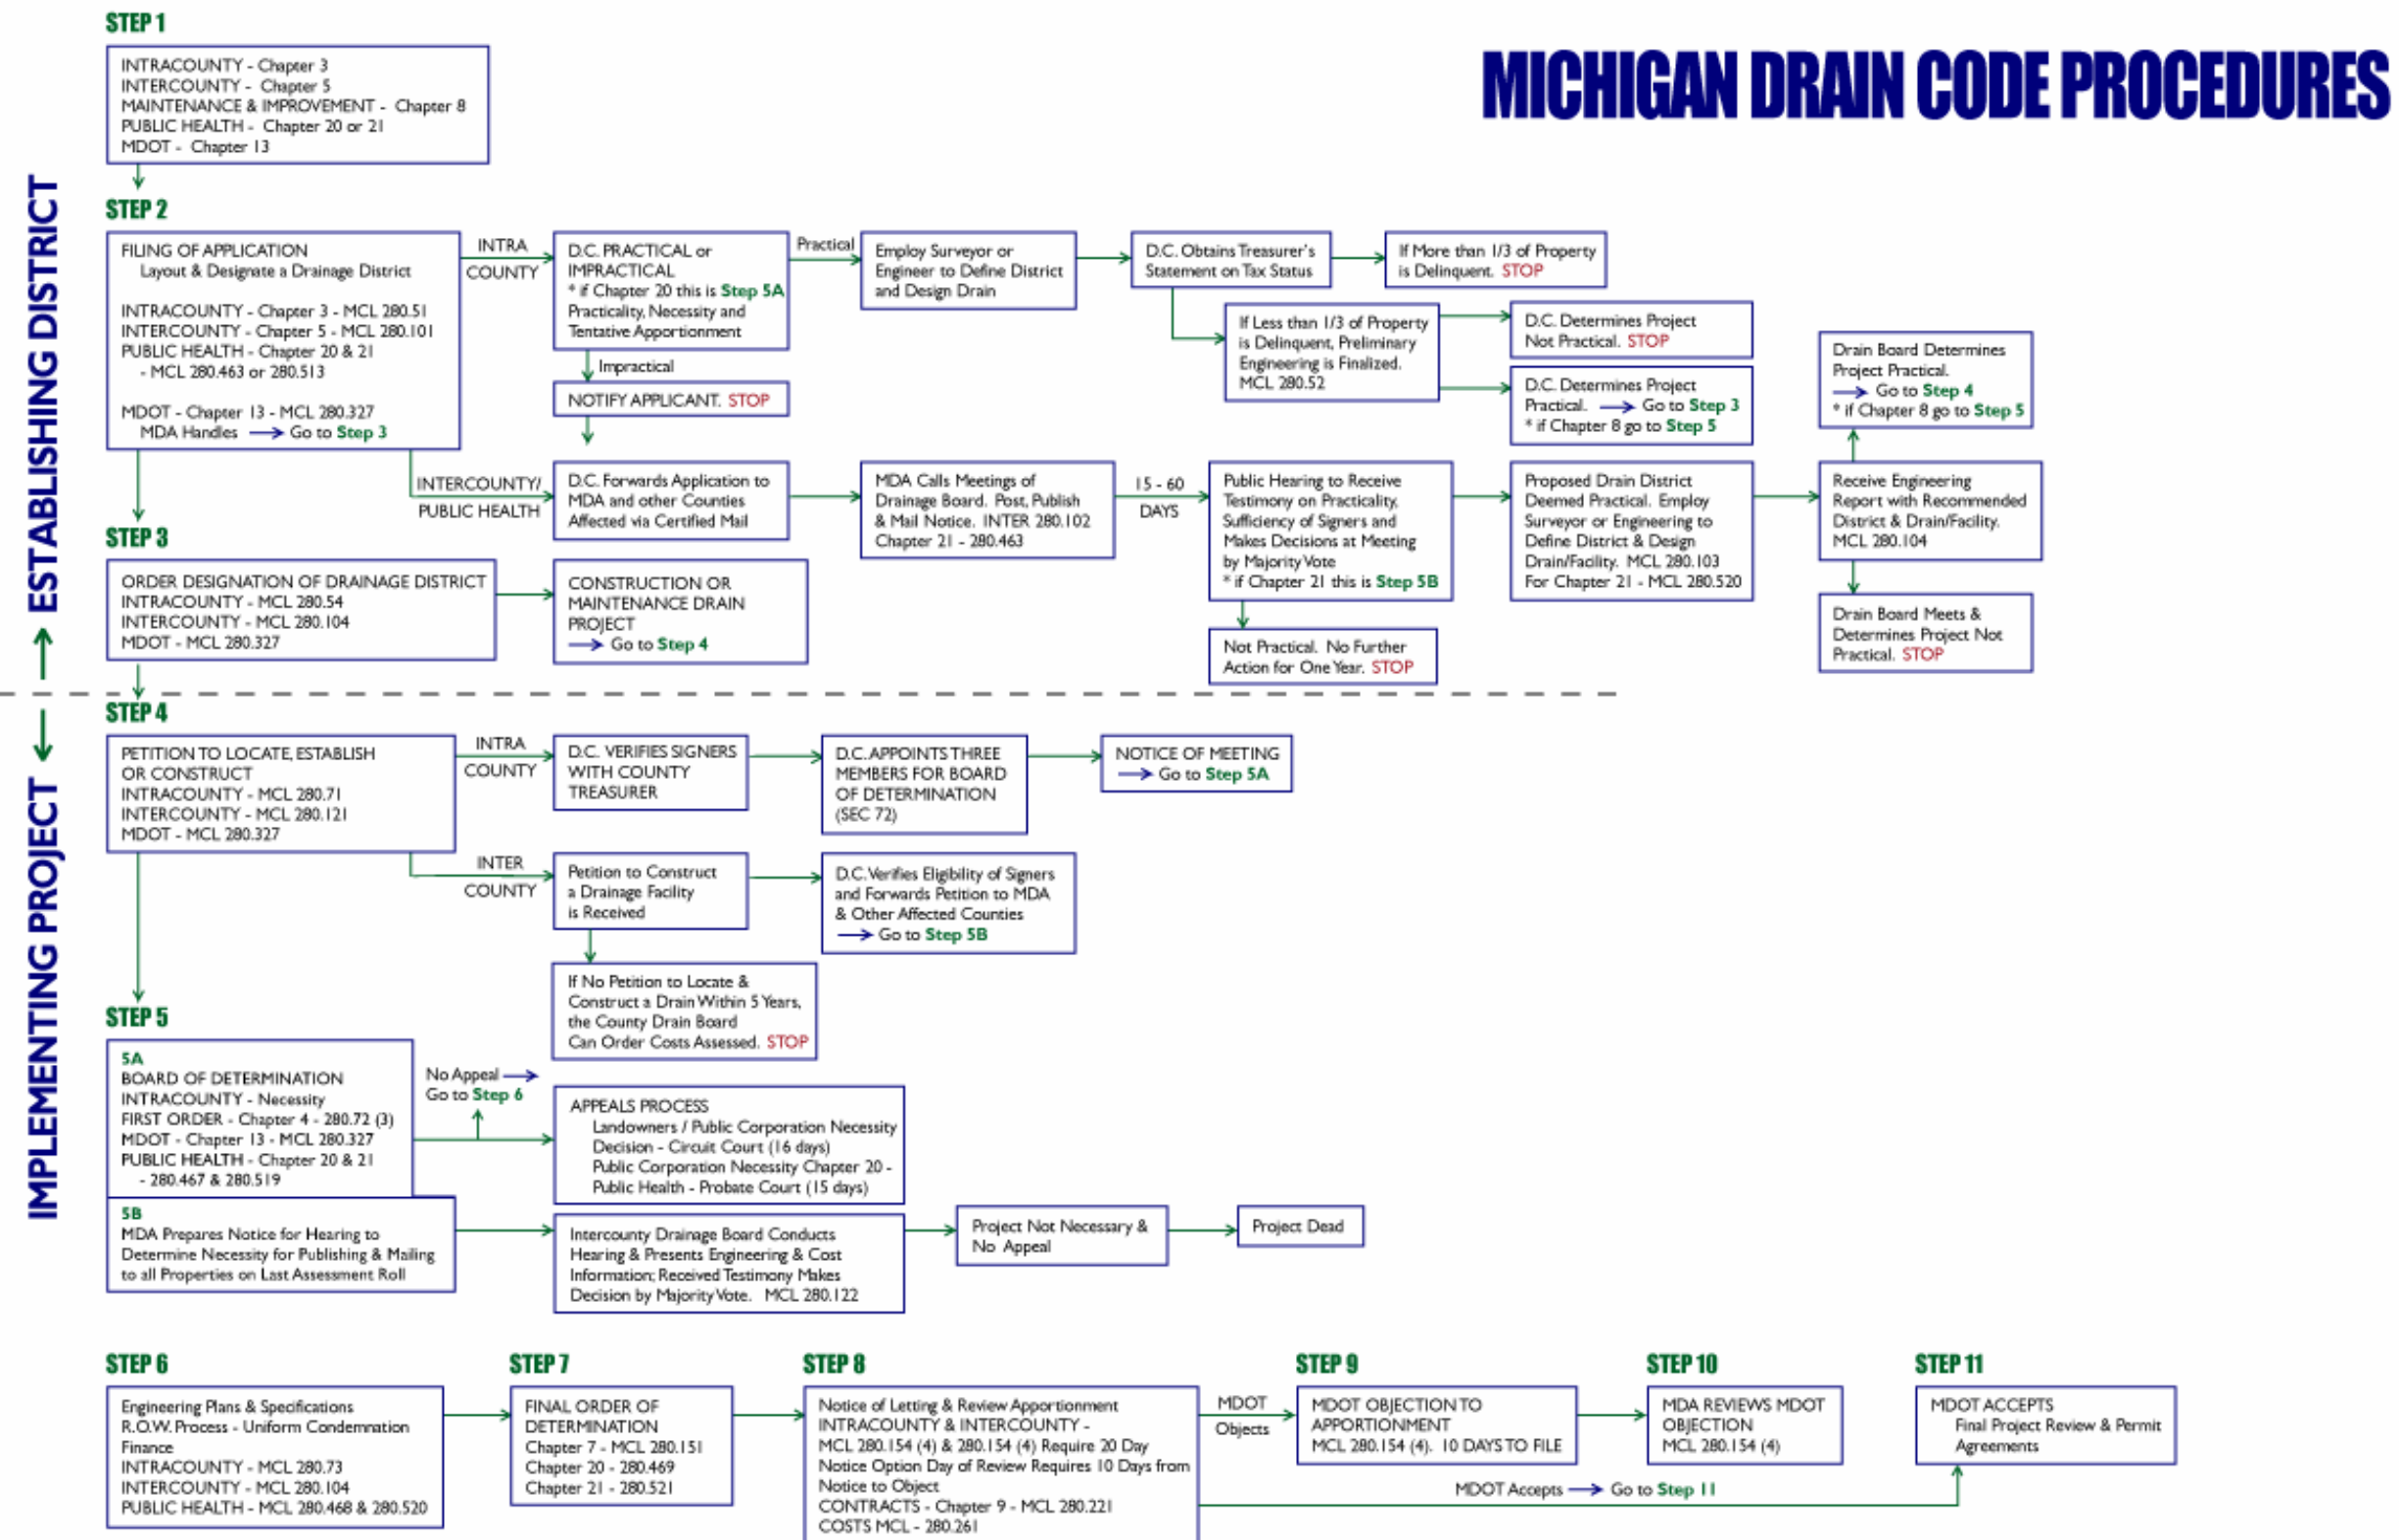 MICHIGAN DRAIN CODE PROCEDURES
ESTABLISHING DISTRICT
IMPLEMENTING PROJECT
STEP 1
INTRACOUNTY - Chapter 3
INTERCOUNTY - Chapter 5
MAINTENANCE & IMPROVEMENT - Chapter 8
PUBLIC HEALTH - Chapter 20 or 21
MDOT - Chapter 13
STEP 2
FILING OF APPLICATION
Layout & Designate a Drainage District
INTRACOUNTY - Chapter 3 - MCL 280.51
INTERCOUNTY - Chapter 5 - MCL 280.101
PUBLIC HEALTH - Chapter 20 & 21
- MCL 280.463 or 280.513
MDOT - Chapter 13 - MCL 280.327
MDA Handles → Go to Step 3
INTRA
COUNTY
D.C. PRACTICAL or
IMPRACTICAL
* if Chapter 20 this is Step 5A
Practicality, Necessity and
Tentative Apportionment
Impractical
NOTIFY APPLICANT. STOP
Practical
Employ Surveyor or
Engineer to Define District
and Design Drain
D.C. Obtains Treasurer's
Statement on Tax Status
If More than 1/3 of Property
is Delinquent. STOP
If Less than 1/3 of Property
is Delinquent, Preliminary
Engineering is Finalized.
MCL 280.52
D.C. Determines Project
Not Practical. STOP
D.C. Determines Project
Practical. → Go to Step 3
* if Chapter 8 go to Step 5
INTERCOUNTY/
PUBLIC HEALTH
D.C. Forwards Application to
MDA and other Counties
Affected via Certified Mail
MDA Calls Meetings of
Drainage Board. Post, Publish
& Mail Notice. INTER 280.102
Chapter 21 - 280.463
15 - 60
DAYS
Public Hearing to Receive
Testimony on Practicality,
Sufficiency of Signers and
Makes Decisions at Meeting
by Majority Vote
* if Chapter 21 this is Step 5B
Not Practical. No Further
Action for One Year. STOP
Proposed Drain District
Deemed Practical. Employ
Surveyor or Engineering to
Define District & Design
Drain/Facility. MCL 280.103
For Chapter 21 - MCL 280.520
Receive Engineering
Report with Recommended
District & Drain/Facility.
MCL 280.104
Drain Board Determines
Project Practical.
→ Go to Step 4
* if Chapter 8 go to Step 5
Drain Board Meets &
Determines Project Not
Practical. STOP
STEP 3
ORDER DESIGNATION OF DRAINAGE DISTRICT
INTRACOUNTY - MCL 280.54
INTERCOUNTY - MCL 280.104
MDOT - MCL 280.327
CONSTRUCTION OR
MAINTENANCE DRAIN
PROJECT
→ Go to Step 4
STEP 4
PETITION TO LOCATE, ESTABLISH
OR CONSTRUCT
INTRACOUNTY - MCL 280.71
INTERCOUNTY - MCL 280.121
MDOT - MCL 280.327
INTRA
COUNTY
D.C. VERIFIES SIGNERS
WITH COUNTY
TREASURER
D.C. APPOINTS THREE
MEMBERS FOR BOARD
OF DETERMINATION
(SEC 72)
NOTICE OF MEETING
→ Go to Step 5A
INTER
COUNTY
Petition to Construct
a Drainage Facility
is Received
D.C. Verifies Eligibility of Signers
and Forwards Petition to MDA
& Other Affected Counties
→ Go to Step 5B
If No Petition to Locate &
Construct a Drain Within 5 Years,
the County Drain Board
Can Order Costs Assessed. STOP
STEP 5
5A
BOARD OF DETERMINATION
INTRACOUNTY - Necessity
FIRST ORDER - Chapter 4 - 280.72 (3)
MDOT - Chapter 13 - MCL 280.327
PUBLIC HEALTH - Chapter 20 & 21
- 280.467 & 280.519
No Appeal →
Go to Step 6
APPEALS PROCESS
Landowners / Public Corporation Necessity
Decision - Circuit Court (16 days)
Public Corporation Necessity Chapter 20 -
Public Health - Probate Court (15 days)
5B
MDA Prepares Notice for Hearing to
Determine Necessity for Publishing & Mailing
to all Properties on Last Assessment Roll
Intercounty Drainage Board Conducts
Hearing & Presents Engineering & Cost
Information; Received Testimony Makes
Decision by Majority Vote. MCL 280.122
Project Not Necessary &
No Appeal
Project Dead
STEP 6
Engineering Plans & Specifications
R.O.W. Process - Uniform Condemnation
Finance
INTRACOUNTY - MCL 280.73
INTERCOUNTY - MCL 280.104
PUBLIC HEALTH - MCL 280.468 & 280.520
STEP 7
FINAL ORDER OF
DETERMINATION
Chapter 7 - MCL 280.151
Chapter 20 - 280.469
Chapter 21 - 280.521
STEP 8
Notice of Letting & Review Apportionment
INTRACOUNTY & INTERCOUNTY -
MCL 280.154 (4) & 280.154 (4) Require 20 Day
Notice Option Day of Review Requires 10 Days from
Notice to Object
CONTRACTS - Chapter 9 - MCL 280.221
COSTS MCL - 280.261
MDOT
Objects
STEP 9
MDOT OBJECTION TO
APPORTIONMENT
MCL 280.154 (4). 10 DAYS TO FILE
STEP 10
MDA REVIEWS MDOT
OBJECTION
MCL 280.154 (4)
MDOT Accepts → Go to Step 11
STEP 11
MDOT ACCEPTS
Final Project Review & Permit
Agreements